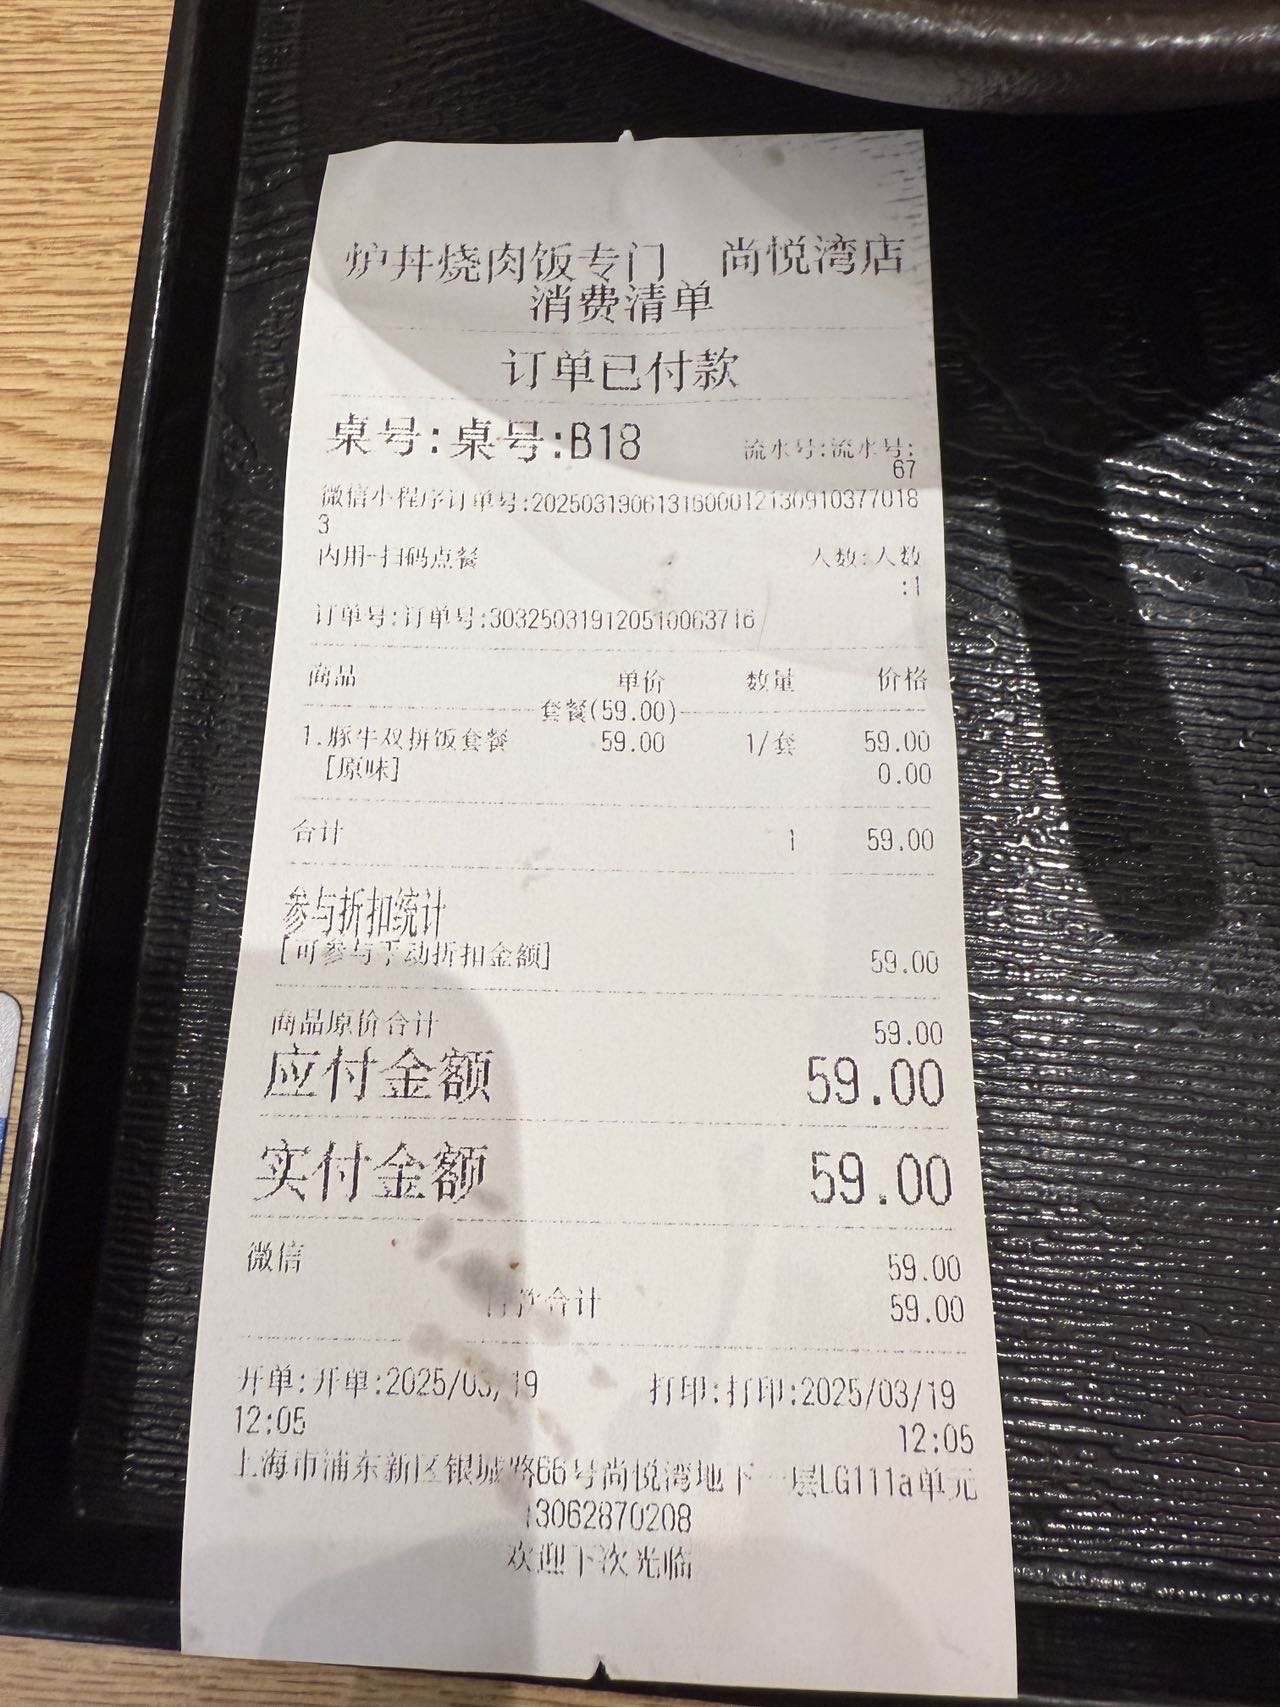 炉丼烧肉饭专门 尚悦湾店
消费清单
订单已付款
桌号:桌号:B18 流水号:流水号:
67
微信小程序订单号:2025031906131600012130910377018
3
内用-扫码点餐 人数:人数
:1
订单号:订单号:303250319120510063716
商品 单价 数量 价格
套餐(59.00)
1.豚牛双拼饭套餐 59.00 1/套 59.00
[原味] 0.00
合计 1 59.00
参与折扣统计
[可参与手动折扣金额] 59.00
商品原价合计 59.00
应付金额 59.00
实付金额 59.00
微信 59.00
合计 59.00
开单:开单:2025/03/19 打印:打印:2025/03/19
12:05 12:05
上海市浦东新区银城路66号尚悦湾地下一层LG111a单元
13062870208
欢迎下次光临